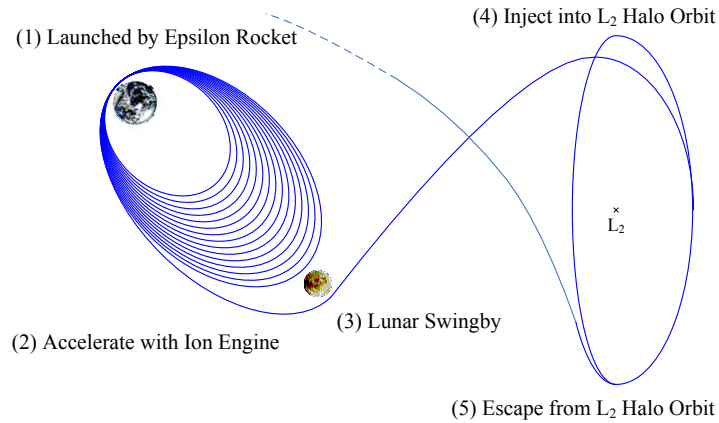 (4) Inject into L₂ Halo Orbit
(1) Launched by Epsilon Rocket
L₂
(3) Lunar Swingby
(2) Accelerate with Ion Engine
(5) Escape from L₂ Halo Orbit